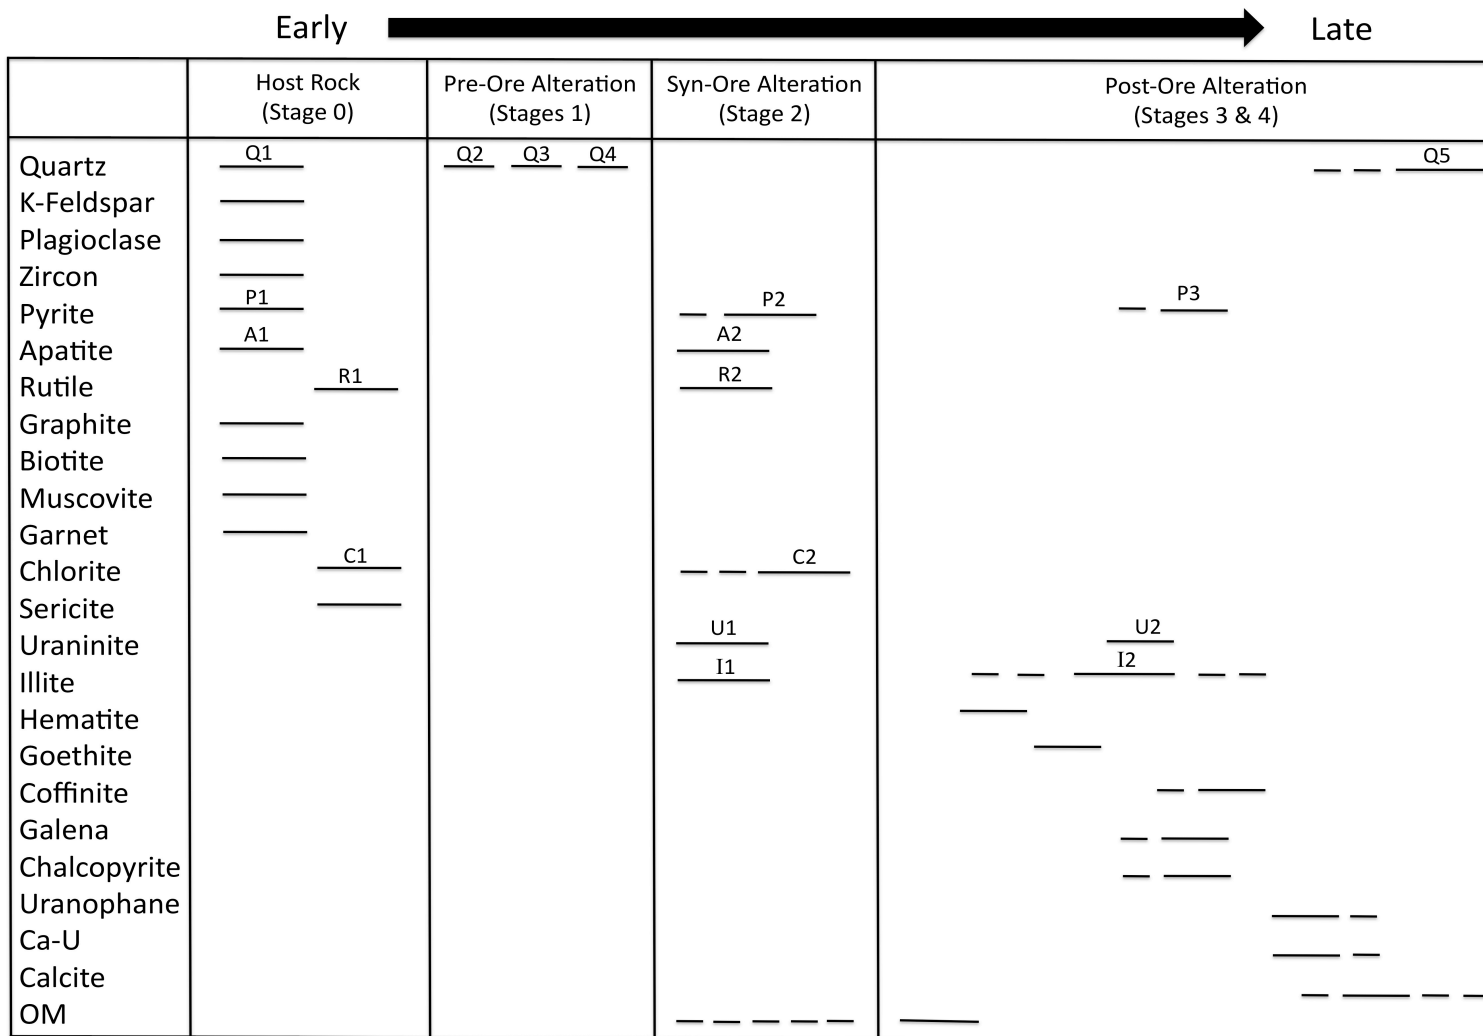 Early Late
Host Rock (Stage 0) Pre-Ore Alteration (Stages 1) Syn-Ore Alteration (Stage 2) Post-Ore Alteration (Stages 3 & 4)
Quartz Q1 Q2 Q3 Q4 Q5
K-Feldspar
Plagioclase
Zircon
Pyrite P1 P2 P3
Apatite A1 A2
Rutile R1 R2
Graphite
Biotite
Muscovite
Garnet
Chlorite C1 C2
Sericite
Uraninite U1 U2
Illite I1 I2
Hematite
Goethite
Coffinite
Galena
Chalcopyrite
Uranophane
Ca-U
Calcite
OM